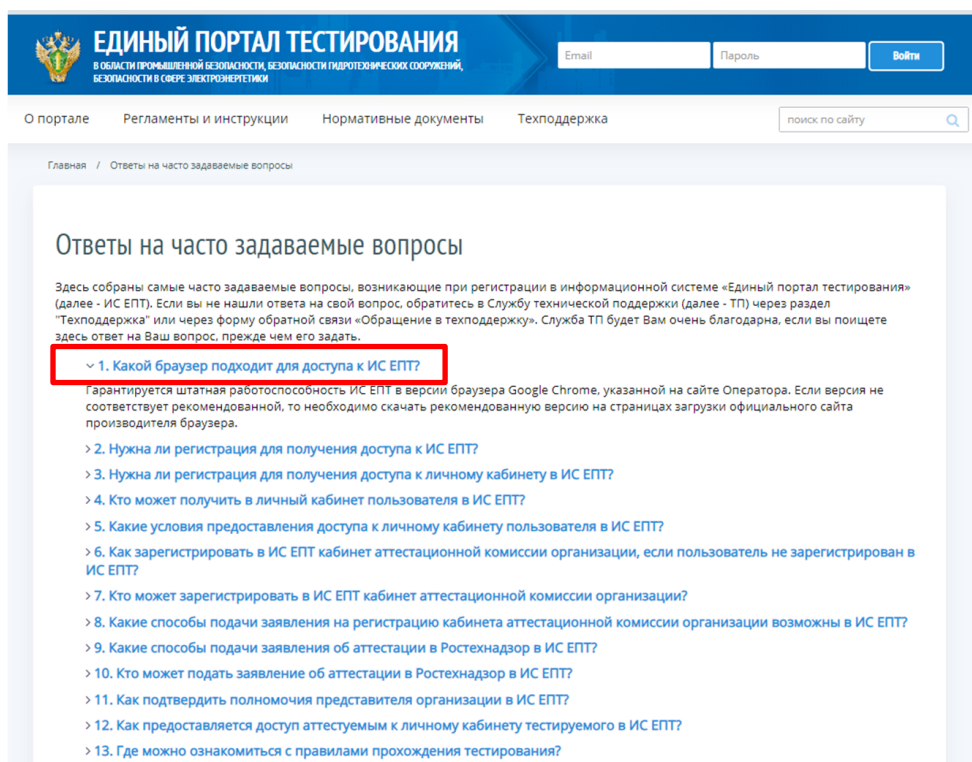 ЕДИНЫЙ ПОРТАЛ ТЕСТИРОВАНИЯ
В ОБЛАСТИ ПРОМЫШЛЕННОЙ БЕЗОПАСНОСТИ, БЕЗОПАСНОСТИ ГИДРОТЕХНИЧЕСКИХ СООРУЖЕНИЙ,
БЕЗОПАСНОСТИ В СФЕРЕ ЭЛЕКТРОЭНЕРГЕТИКИ
Email
Пароль
Войти
О портале
Регламенты и инструкции
Нормативные документы
Техподдержка
поиск по сайту
Главная / Ответы на часто задаваемые вопросы
Ответы на часто задаваемые вопросы
Здесь собраны самые часто задаваемые вопросы, возникающие при регистрации в информационной системе «Единый портал тестирования»
(далее - ИС ЕПТ). Если вы не нашли ответа на свой вопрос, обратитесь в Службу технической поддержки (далее - ТП) через раздел
"Техподдержка" или через форму обратной связи «Обращение в техподдержку». Служба ТП будет Вам очень благодарна, если вы поищете
здесь ответ на Ваш вопрос, прежде чем его задать.
1. Какой браузер подходит для доступа к ИС ЕПТ?
Гарантируется штатная работоспособность ИС ЕПТ в версии браузера Google Chrome, указанной на сайте Оператора. Если версия не
соответствует рекомендованной, то необходимо скачать рекомендованную версию на страницах загрузки официального сайта
производителя браузера.
2. Нужна ли регистрация для получения доступа к ИС ЕПТ?
3. Нужна ли регистрация для получения доступа к личному кабинету в ИС ЕПТ?
4. Кто может получить в личный кабинет пользователя в ИС ЕПТ?
5. Какие условия предоставления доступа к личному кабинету пользователя в ИС ЕПТ?
6. Как зарегистрировать в ИС ЕПТ кабинет аттестационной комиссии организации, если пользователь не зарегистрирован в
ИС ЕПТ?
7. Кто может зарегистрировать в ИС ЕПТ кабинет аттестационной комиссии организации?
8. Какие способы подачи заявления на регистрацию кабинета аттестационной комиссии организации возможны в ИС ЕПТ?
9. Какие способы подачи заявления об аттестации в Ростехнадзор в ИС ЕПТ?
10. Кто может подать заявление об аттестации в Ростехнадзор в ИС ЕПТ?
11. Как подтвердить полномочия представителя организации в ИС ЕПТ?
12. Как предоставляется доступ аттестуемым к личному кабинету тестируемого в ИС ЕПТ?
13. Где можно ознакомиться с правилами прохождения тестирования?